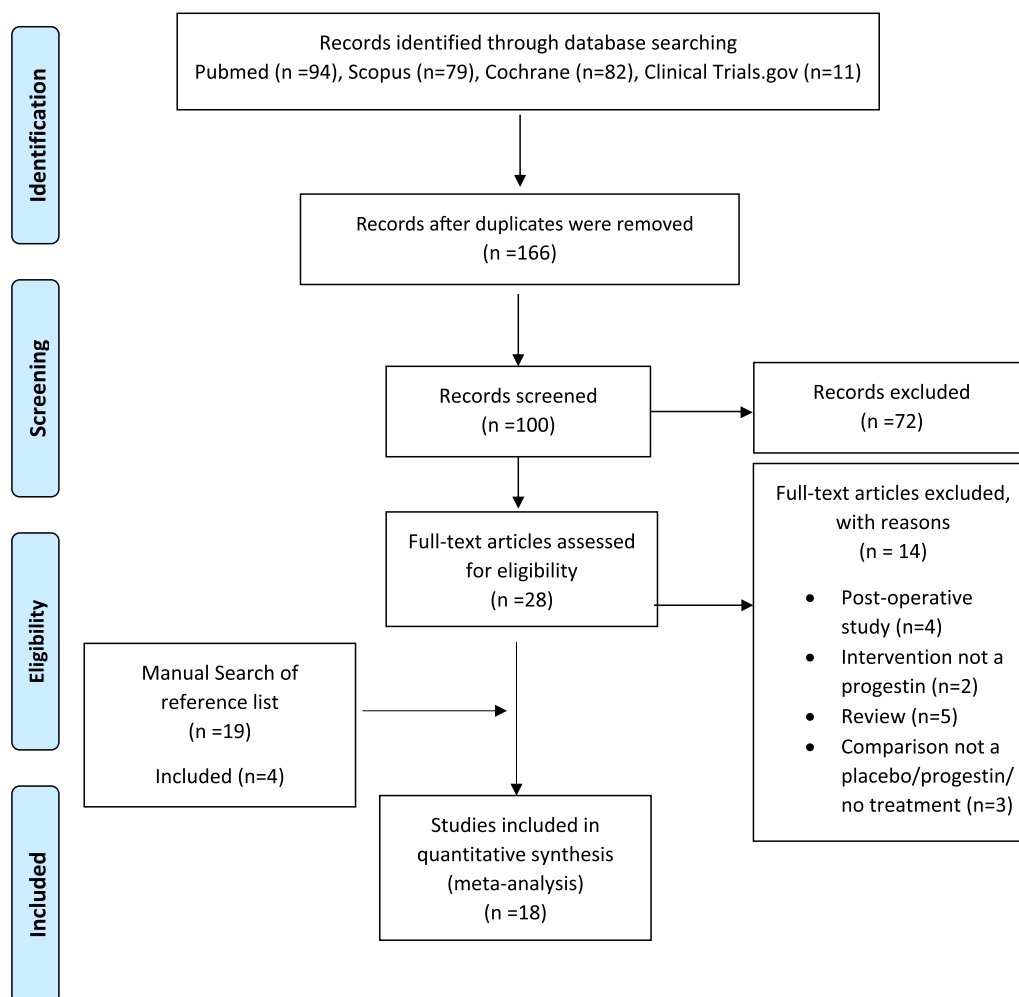 Identification
Records identified through database searching
Pubmed (n =94), Scopus (n=79), Cochrane (n=82), Clinical Trials.gov (n=11)
Records after duplicates were removed
(n =166)
Screening
Records screened
(n =100)
Records excluded
(n =72)
Eligibility
Full-text articles assessed
for eligibility
(n =28)
Full-text articles excluded,
with reasons
(n = 14)
• Post-operative
study (n=4)
• Intervention not a
progestin (n=2)
• Review (n=5)
• Comparison not a
placebo/progestin/
no treatment (n=3)
Manual Search of
reference list
(n =19)
Included (n=4)
Included
Studies included in
quantitative synthesis
(meta-analysis)
(n =18)